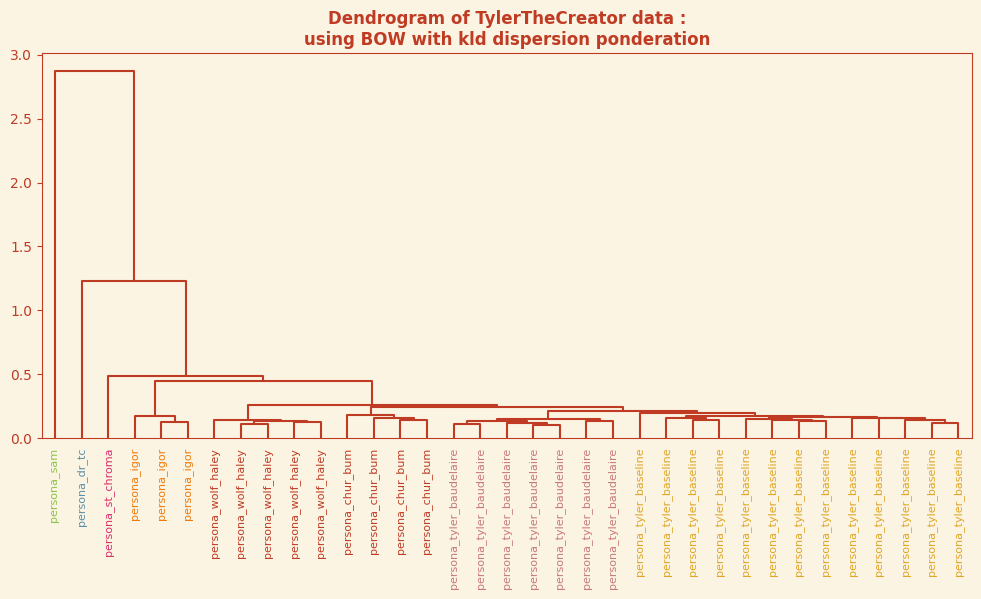 Dendrogram of TylerTheCreator data :
using BOW with kld dispersion ponderation
3.0
2.5
2.0
1.5
1.0
0.5
0.0
persona_sam
persona_dr_tc
persona_st_chroma
persona_igor
persona_igor
persona_igor
persona_wolf_haley
persona_wolf_haley
persona_wolf_haley
persona_wolf_haley
persona_wolf_haley
persona_chur_bum
persona_chur_bum
persona_chur_bum
persona_chur_bum
persona_tyler_baudelaire
persona_tyler_baudelaire
persona_tyler_baudelaire
persona_tyler_baudelaire
persona_tyler_baudelaire
persona_tyler_baudelaire
persona_tyler_baudelaire
persona_tyler_baseline
persona_tyler_baseline
persona_tyler_baseline
persona_tyler_baseline
persona_tyler_baseline
persona_tyler_baseline
persona_tyler_baseline
persona_tyler_baseline
persona_tyler_baseline
persona_tyler_baseline
persona_tyler_baseline
persona_tyler_baseline
persona_tyler_baseline